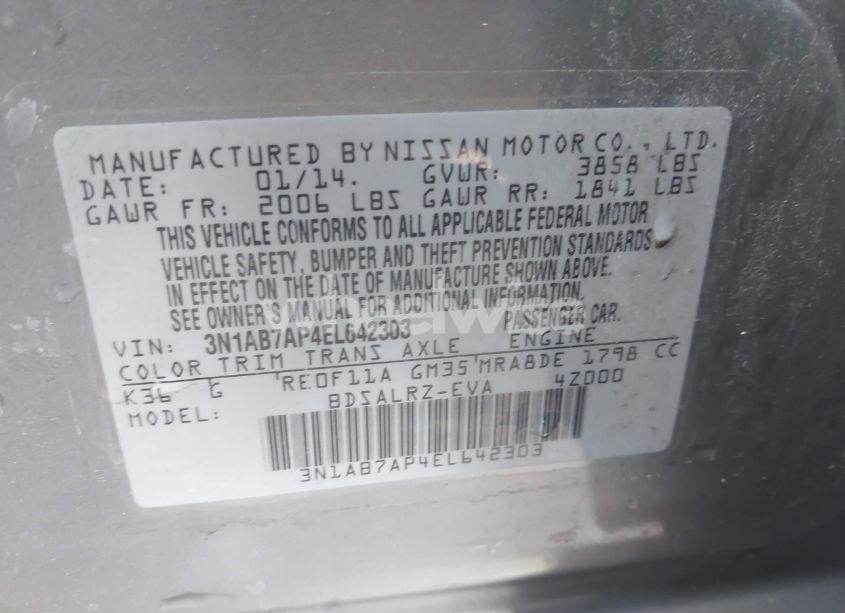 MANUFACTURED BY NISSAN MOTOR CO., LTD.
DATE: 01/14. GVWR: 3858 LBS
GAWR FR: 2006 LBS GAWR RR: 1841 LBS
THIS VEHICLE CONFORMS TO ALL APPLICABLE FEDERAL MOTOR
VEHICLE SAFETY, BUMPER AND THEFT PREVENTION STANDARDS
IN EFFECT ON THE DATE OF MANUFACTURE SHOWN ABOVE.
SEE OWNER'S MANUAL FOR ADDITIONAL INFORMATION.
VIN: 3N1AB7AP4EL642303 PASSENGER CAR.
COLOR TRIM TRANS AXLE ENGINE
K36 G RE0F11A GM35 MRA8DE 1798 CC
MODEL: BDSALRZ-EVA 4Z000
3N1AB7AP4EL642303